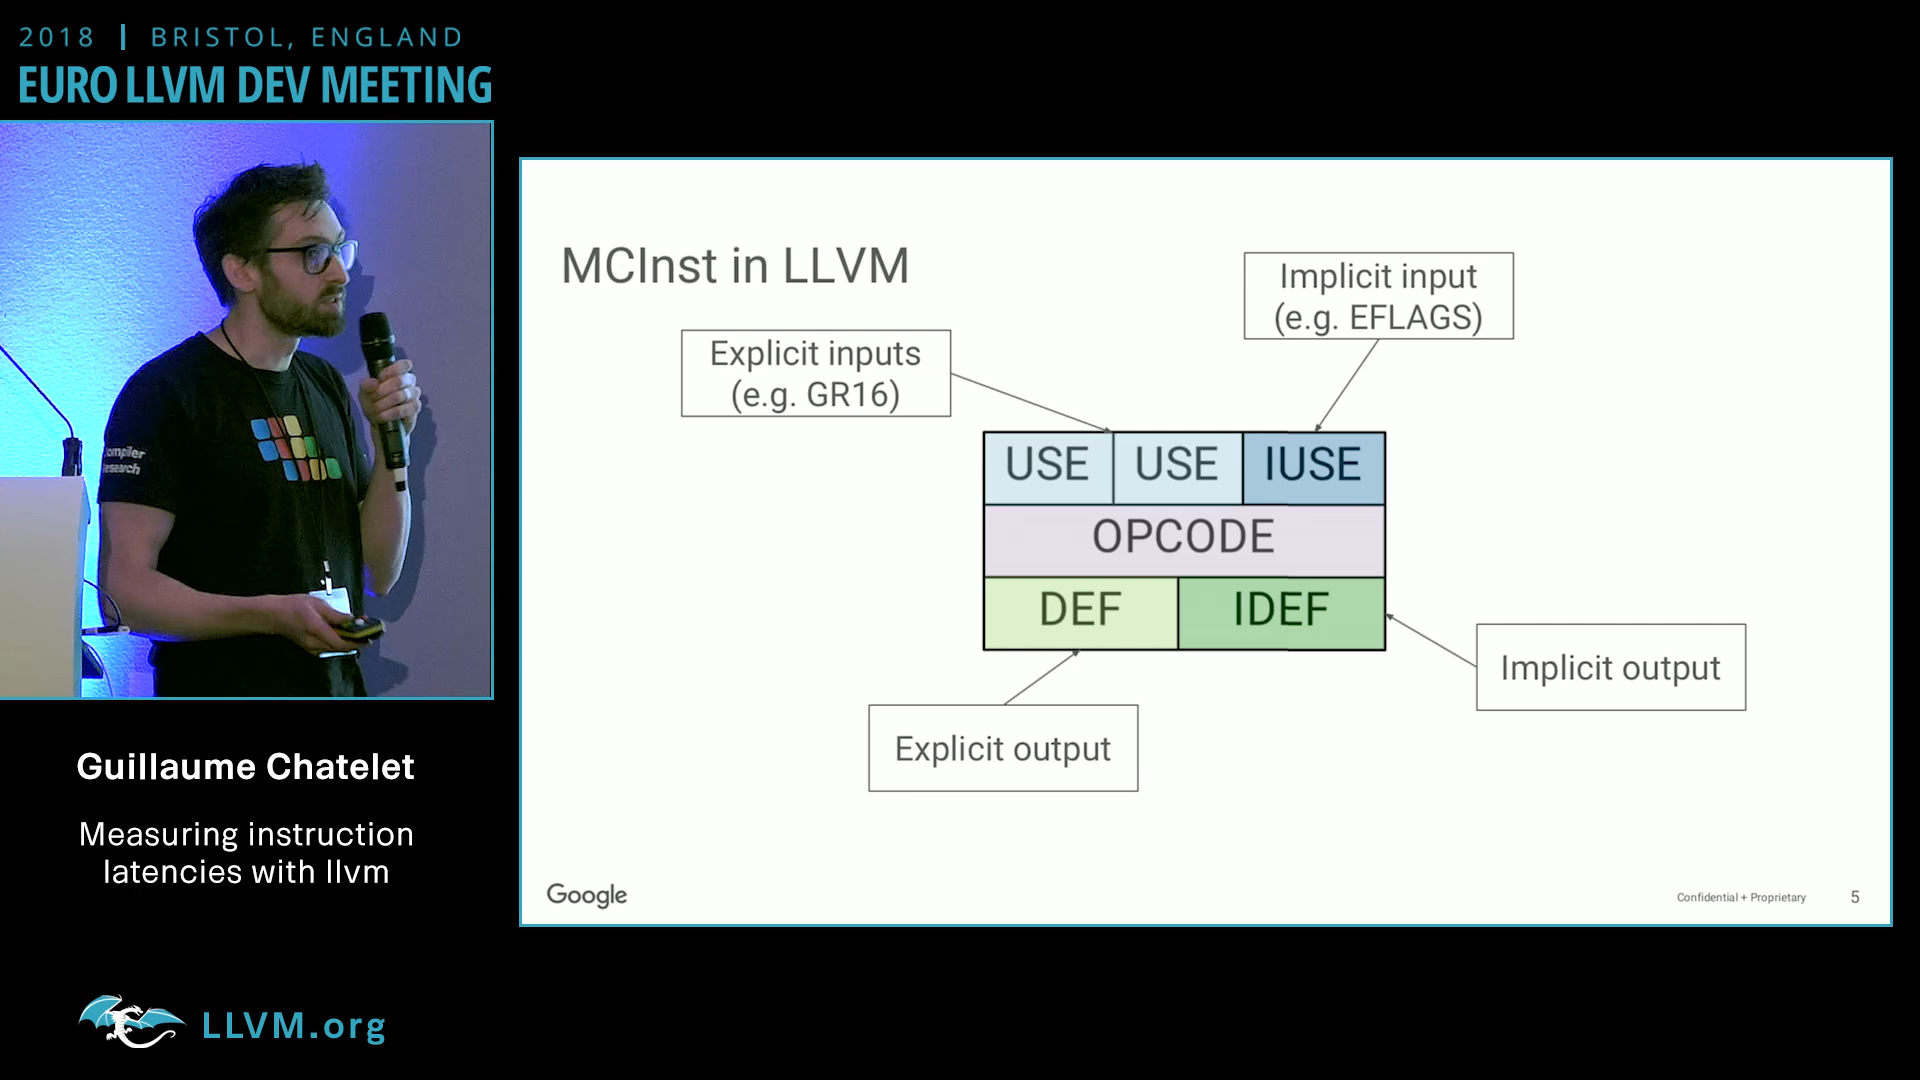 2018 | BRISTOL, ENGLAND
EURO LLVM DEV MEETING
MCInst in LLVM
Implicit input
(e.g. EFLAGS)
Explicit inputs
(e.g. GR16)
USE USE IUSE
OPCODE
DEF IDEF
Implicit output
Explicit output
Google
Confidential + Proprietary
5
Guillaume Chatelet
Measuring instruction
latencies with llvm
LLVM.org